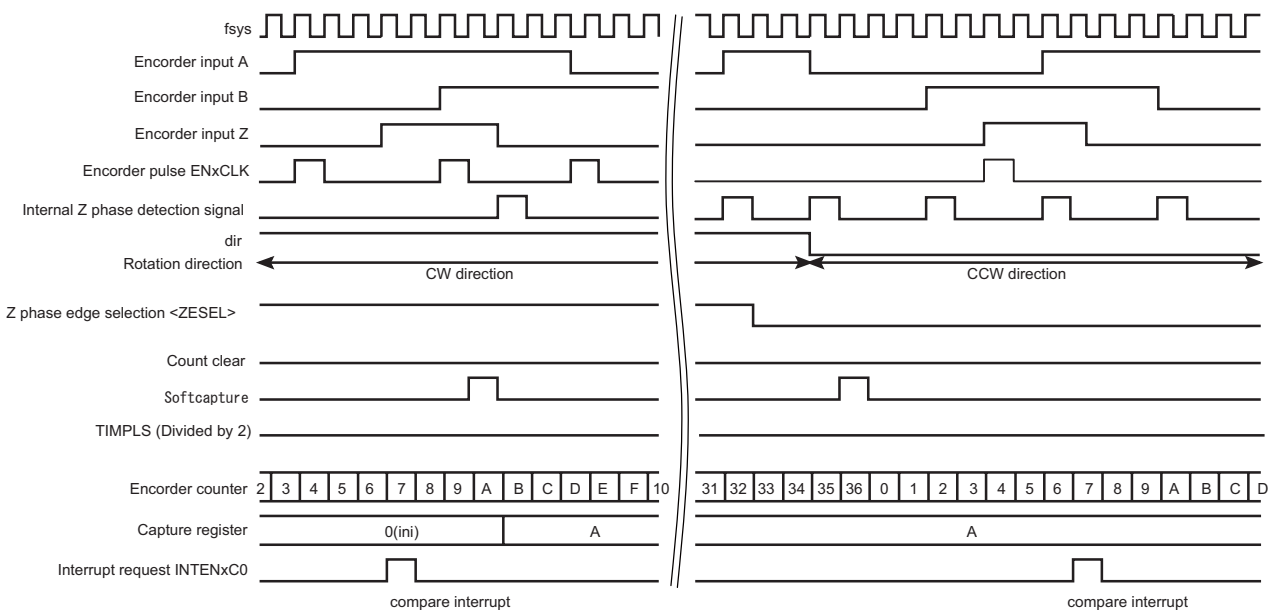 fsys
Encorder input A
Encorder input B
Encorder input Z
Encorder pulse ENxCLK
Internal Z phase detection signal
dir
Rotation direction
CW direction
CCW direction
Z phase edge selection <ZESEL>
Count clear
Softcapture
TIMPLS (Divided by 2)
Encorder counter 2 3 4 5 6 7 8 9 A B C D E F 10 31 32 33 34 35 36 0 1 2 3 4 5 6 7 8 9 A B C D
Capture register 0(ini) A A
Interrupt request INTENxC0
compare interrupt compare interrupt